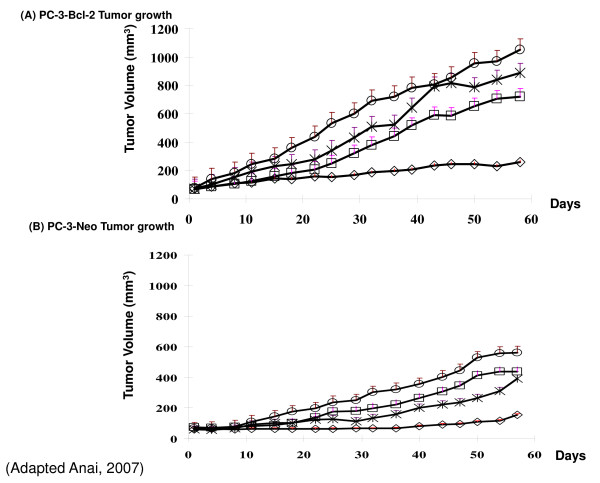 (A) PC-3-Bcl-2 Tumor growth
Tumor Volume (mm³)
1200
1000
800
600
400
200
0
0 10 20 30 40 50 60
Days
(B) PC-3-Neo Tumor growth
Tumor Volume (mm³)
1200
1000
800
600
400
200
0
0 10 20 30 40 50 60
Days
(Adapted Anai, 2007)